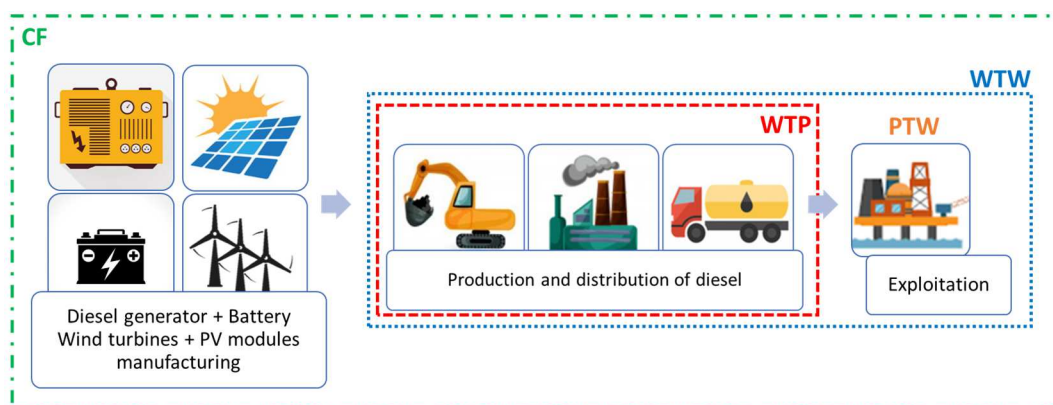 CF
WTW
WTP
PTW
Production and distribution of diesel
Exploitation
Diesel generator + Battery
Wind turbines + PV modules
manufacturing